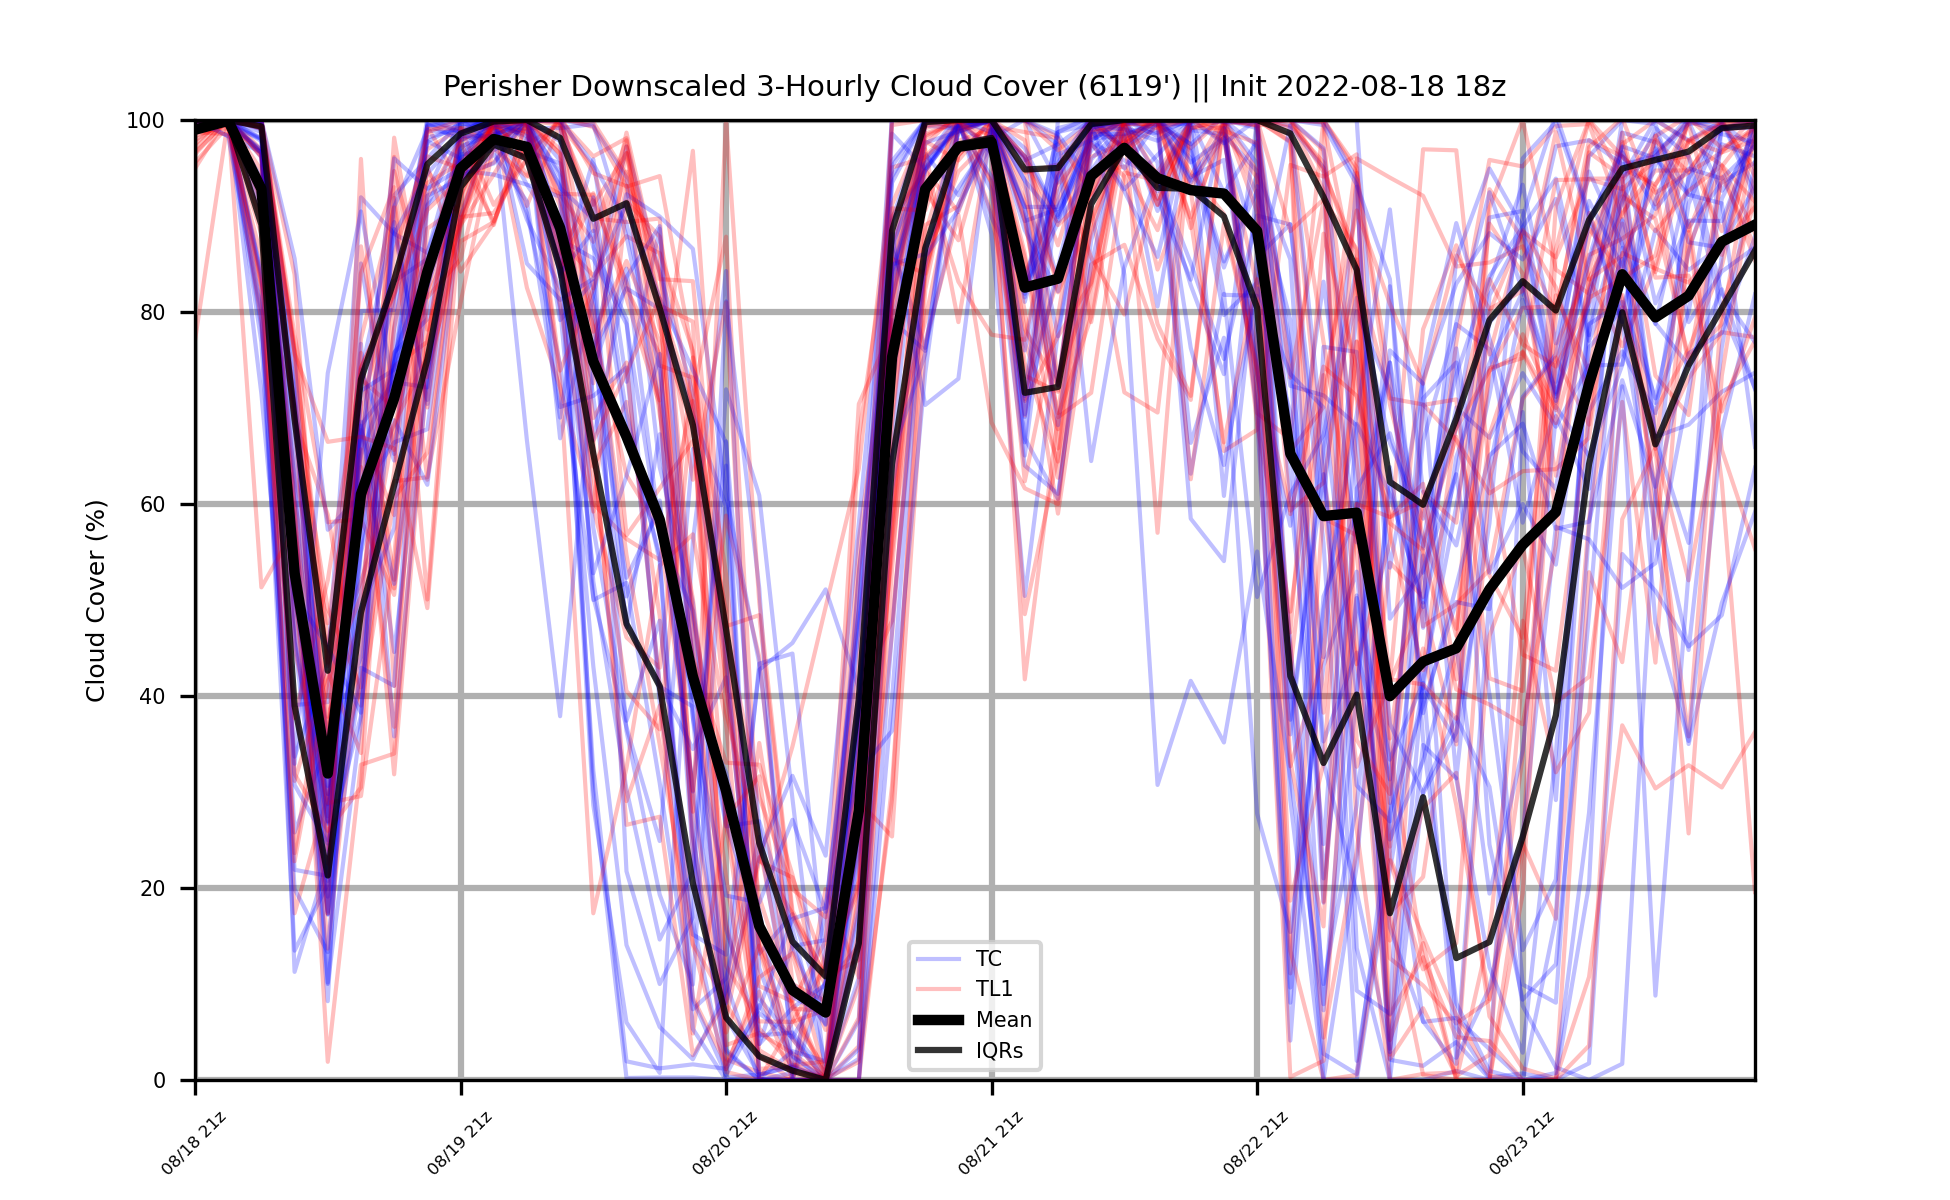 Perisher Downscaled 3-Hourly Cloud Cover (6119') || Init 2022-08-18 18z
Cloud Cover (%)
100
80
60
40
20
0
TC
TL1
Mean
IQRs
08/18 21z
08/19 21z
08/20 21z
08/21 21z
08/22 21z
08/23 21z